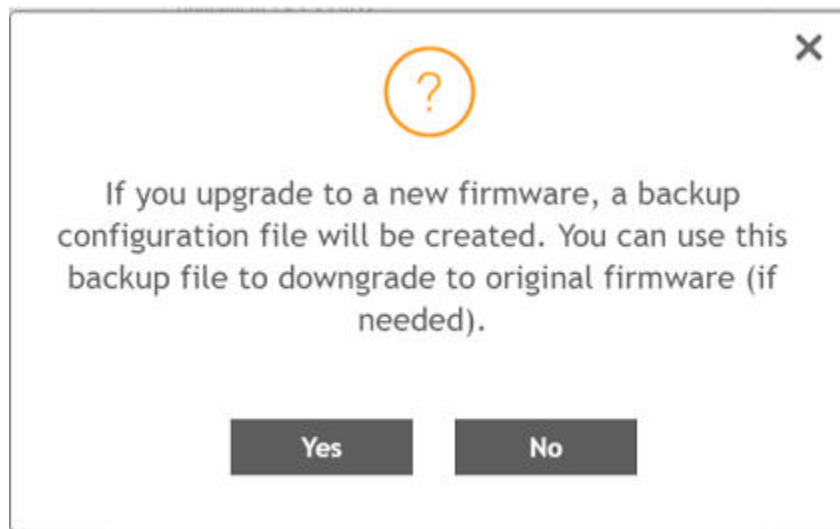 ?
If you upgrade to a new firmware, a backup
configuration file will be created. You can use this
backup file to downgrade to original firmware (if
needed).
Yes No